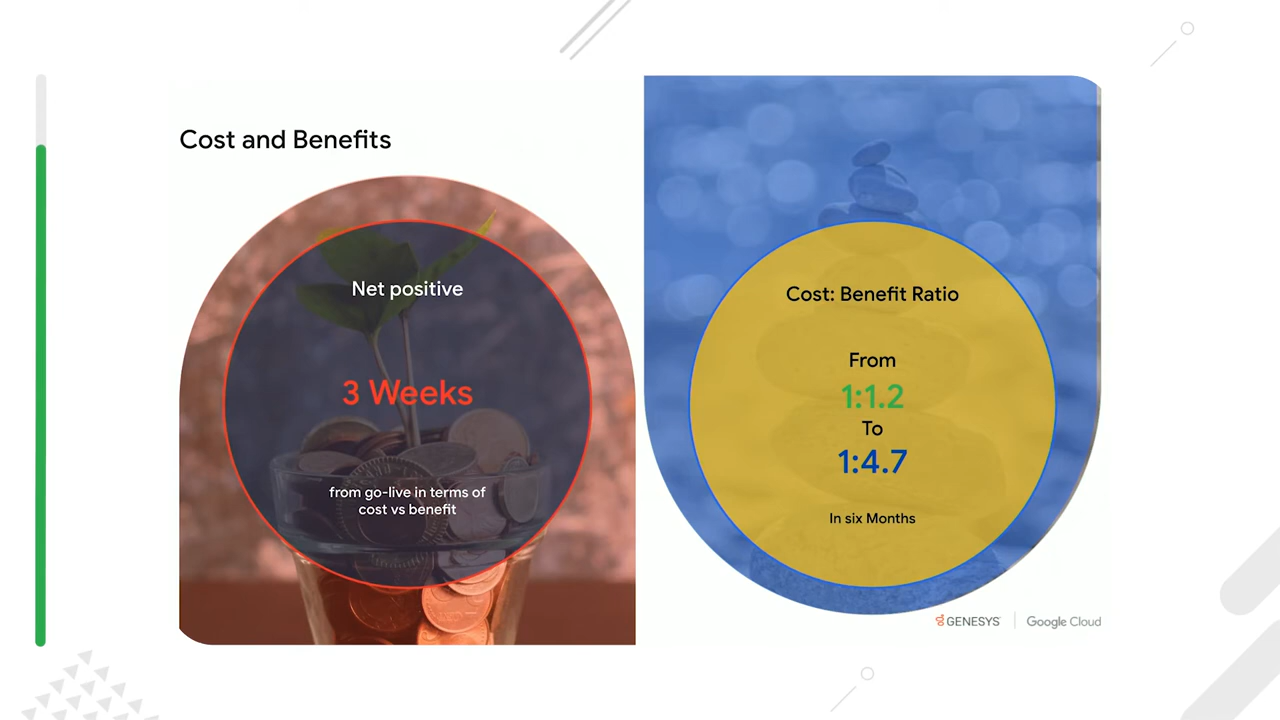 Cost and Benefits
Net positive
3 Weeks
from go-live in terms of
cost vs benefit
Cost: Benefit Ratio
From
1:1.2
To
1:4.7
In six Months
GENESYS
Google Cloud